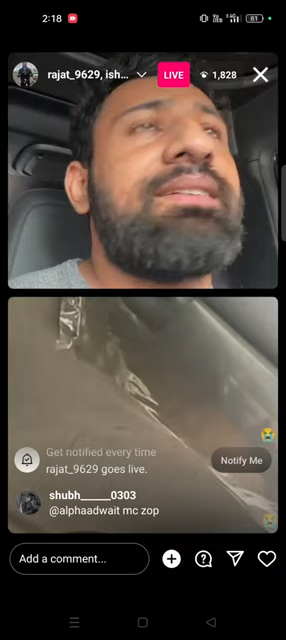 2:18
81
rajat_9629, ish...
LIVE
1,828
Get notified every time
rajat_9629 goes live.
Notify Me
shubh_____0303
@alphaadwait mc zop
Add a comment...